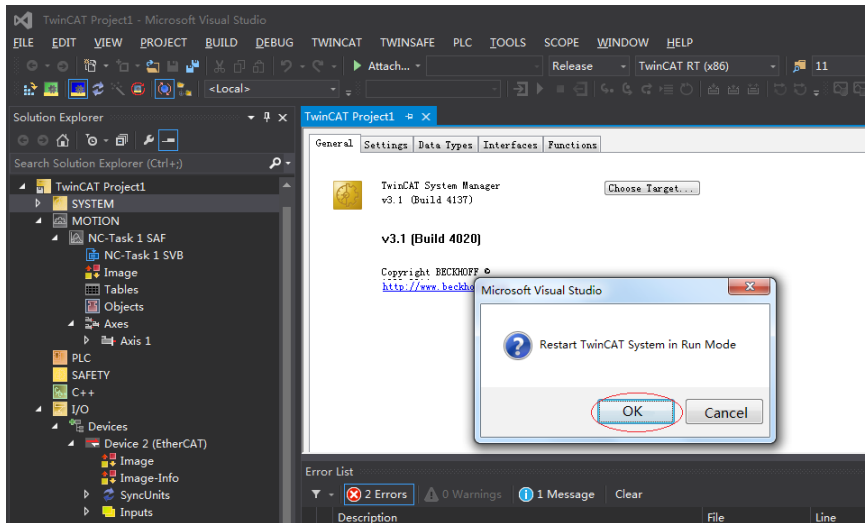 TwinCAT Project1 - Microsoft Visual Studio
FILE EDIT VIEW PROJECT BUILD DEBUG TWINCAT TWINSAFE PLC TOOLS SCOPE WINDOW HELP
Attach... Release TwinCAT RT (x86) 11
<Local>
Solution Explorer
Search Solution Explorer (Ctrl+;)
TwinCAT Project1
SYSTEM
MOTION
NC-Task 1 SAF
NC-Task 1 SVB
Image
Tables
Objects
Axes
Axis 1
PLC
SAFETY
C++
I/O
Devices
Device 2 (EtherCAT)
Image
Image-Info
SyncUnits
Inputs
TwinCAT Project1
General Settings Data Types Interfaces Functions
TwinCAT System Manager
v3.1 (Build 4137)
Choose Target...
v3.1 (Build 4020)
Copyright BECKHOFF ©
http://www.beckho
Microsoft Visual Studio
Restart TwinCAT System in Run Mode
OK Cancel
Error List
2 Errors 0 Warnings 1 Message Clear
Description File Line